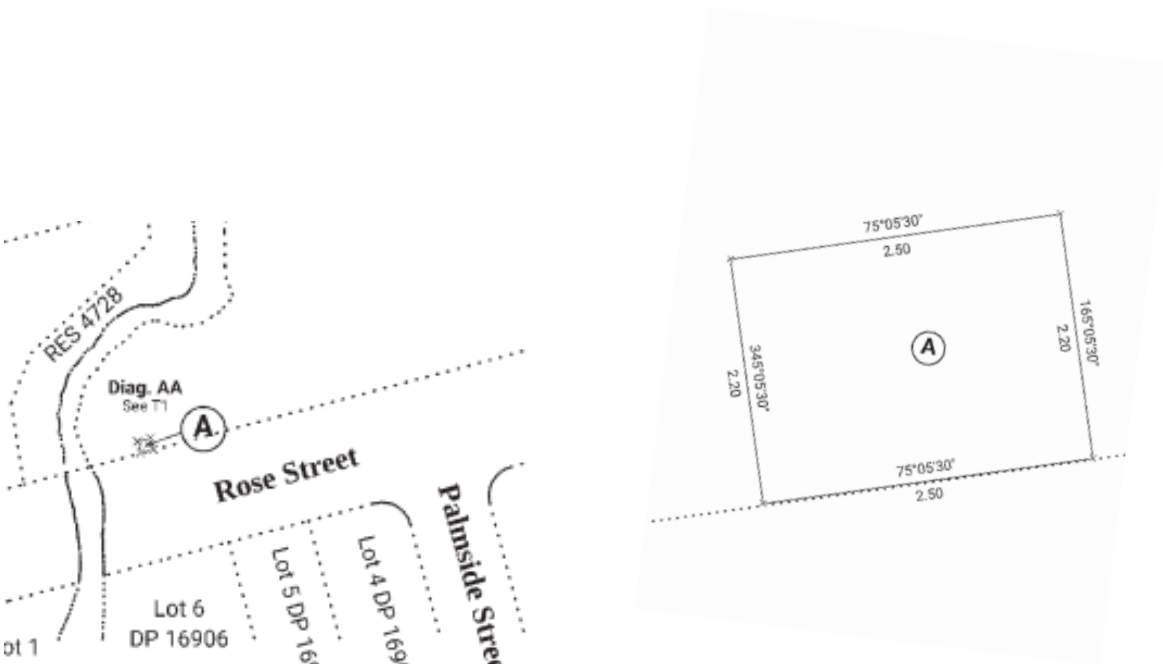 RES 4728
Diag. AA
See T1
A
Rose Street
Palmside Stree
Lot 6
DP 16906
Lot 5 DP 169
Lot 4 DP 169
ot 1
75°05'30"
2.50
A
345°05'30"
2.20
165°05'30"
2.20
75°05'30"
2.50